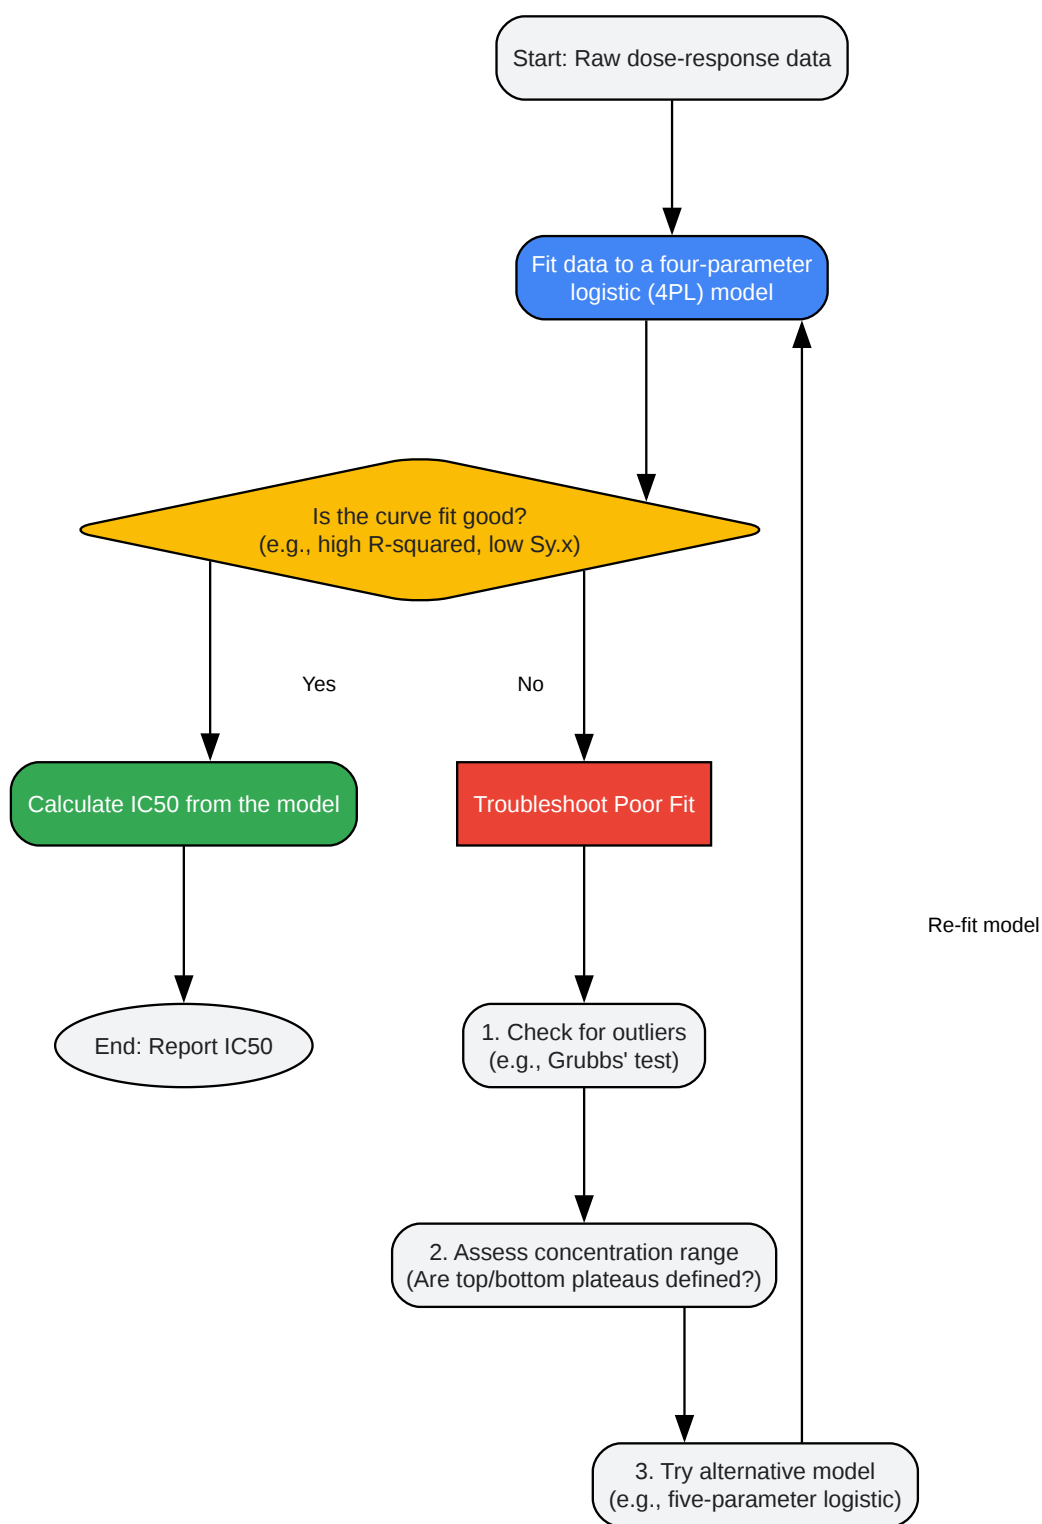 Start: Raw dose-response data
Fit data to a four-parameter
logistic (4PL) model
Is the curve fit good?
(e.g., high R-squared, low Sy.x)
Yes
No
Calculate IC50 from the model
Troubleshoot Poor Fit
Re-fit model
End: Report IC50
1. Check for outliers
(e.g., Grubbs' test)
2. Assess concentration range
(Are top/bottom plateaus defined?)
3. Try alternative model
(e.g., five-parameter logistic)